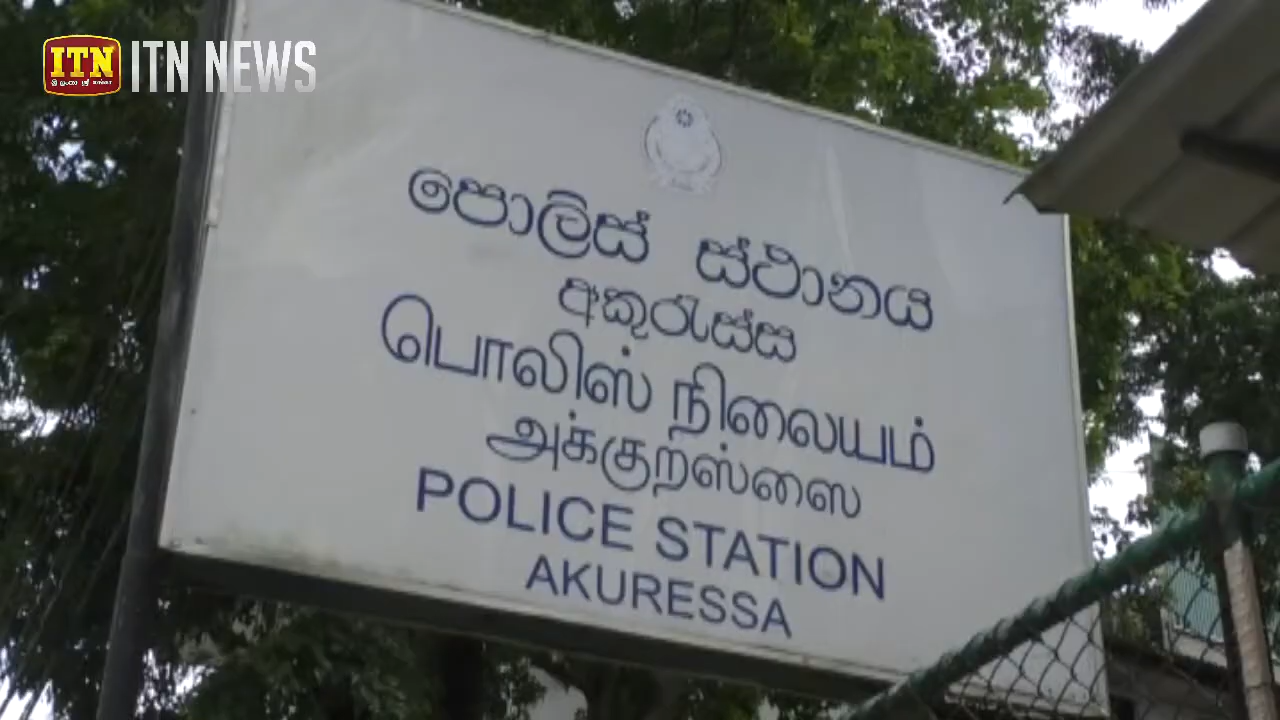 ITN
ITN NEWS
පොලිස් ස්ථානය
අකුරැස්ස
பொலிஸ் நிலையம்
அக்குறஸ்ஸை
POLICE STATION
AKURESSA